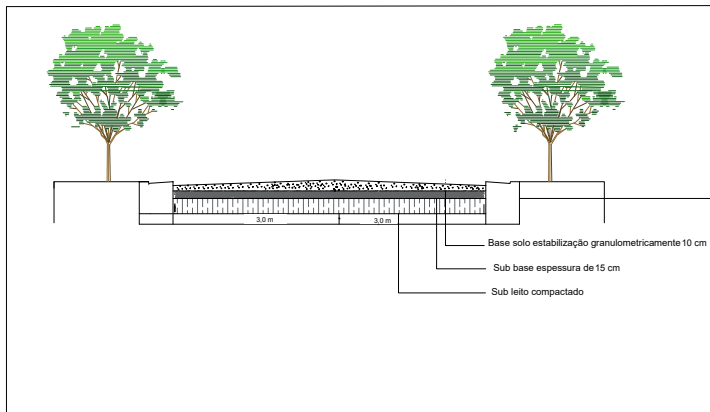 3,0 m 3,0 m
Base solo estabilização granulometricamente 10 cm
Sub base espessura de 15 cm
Sub leito compactado